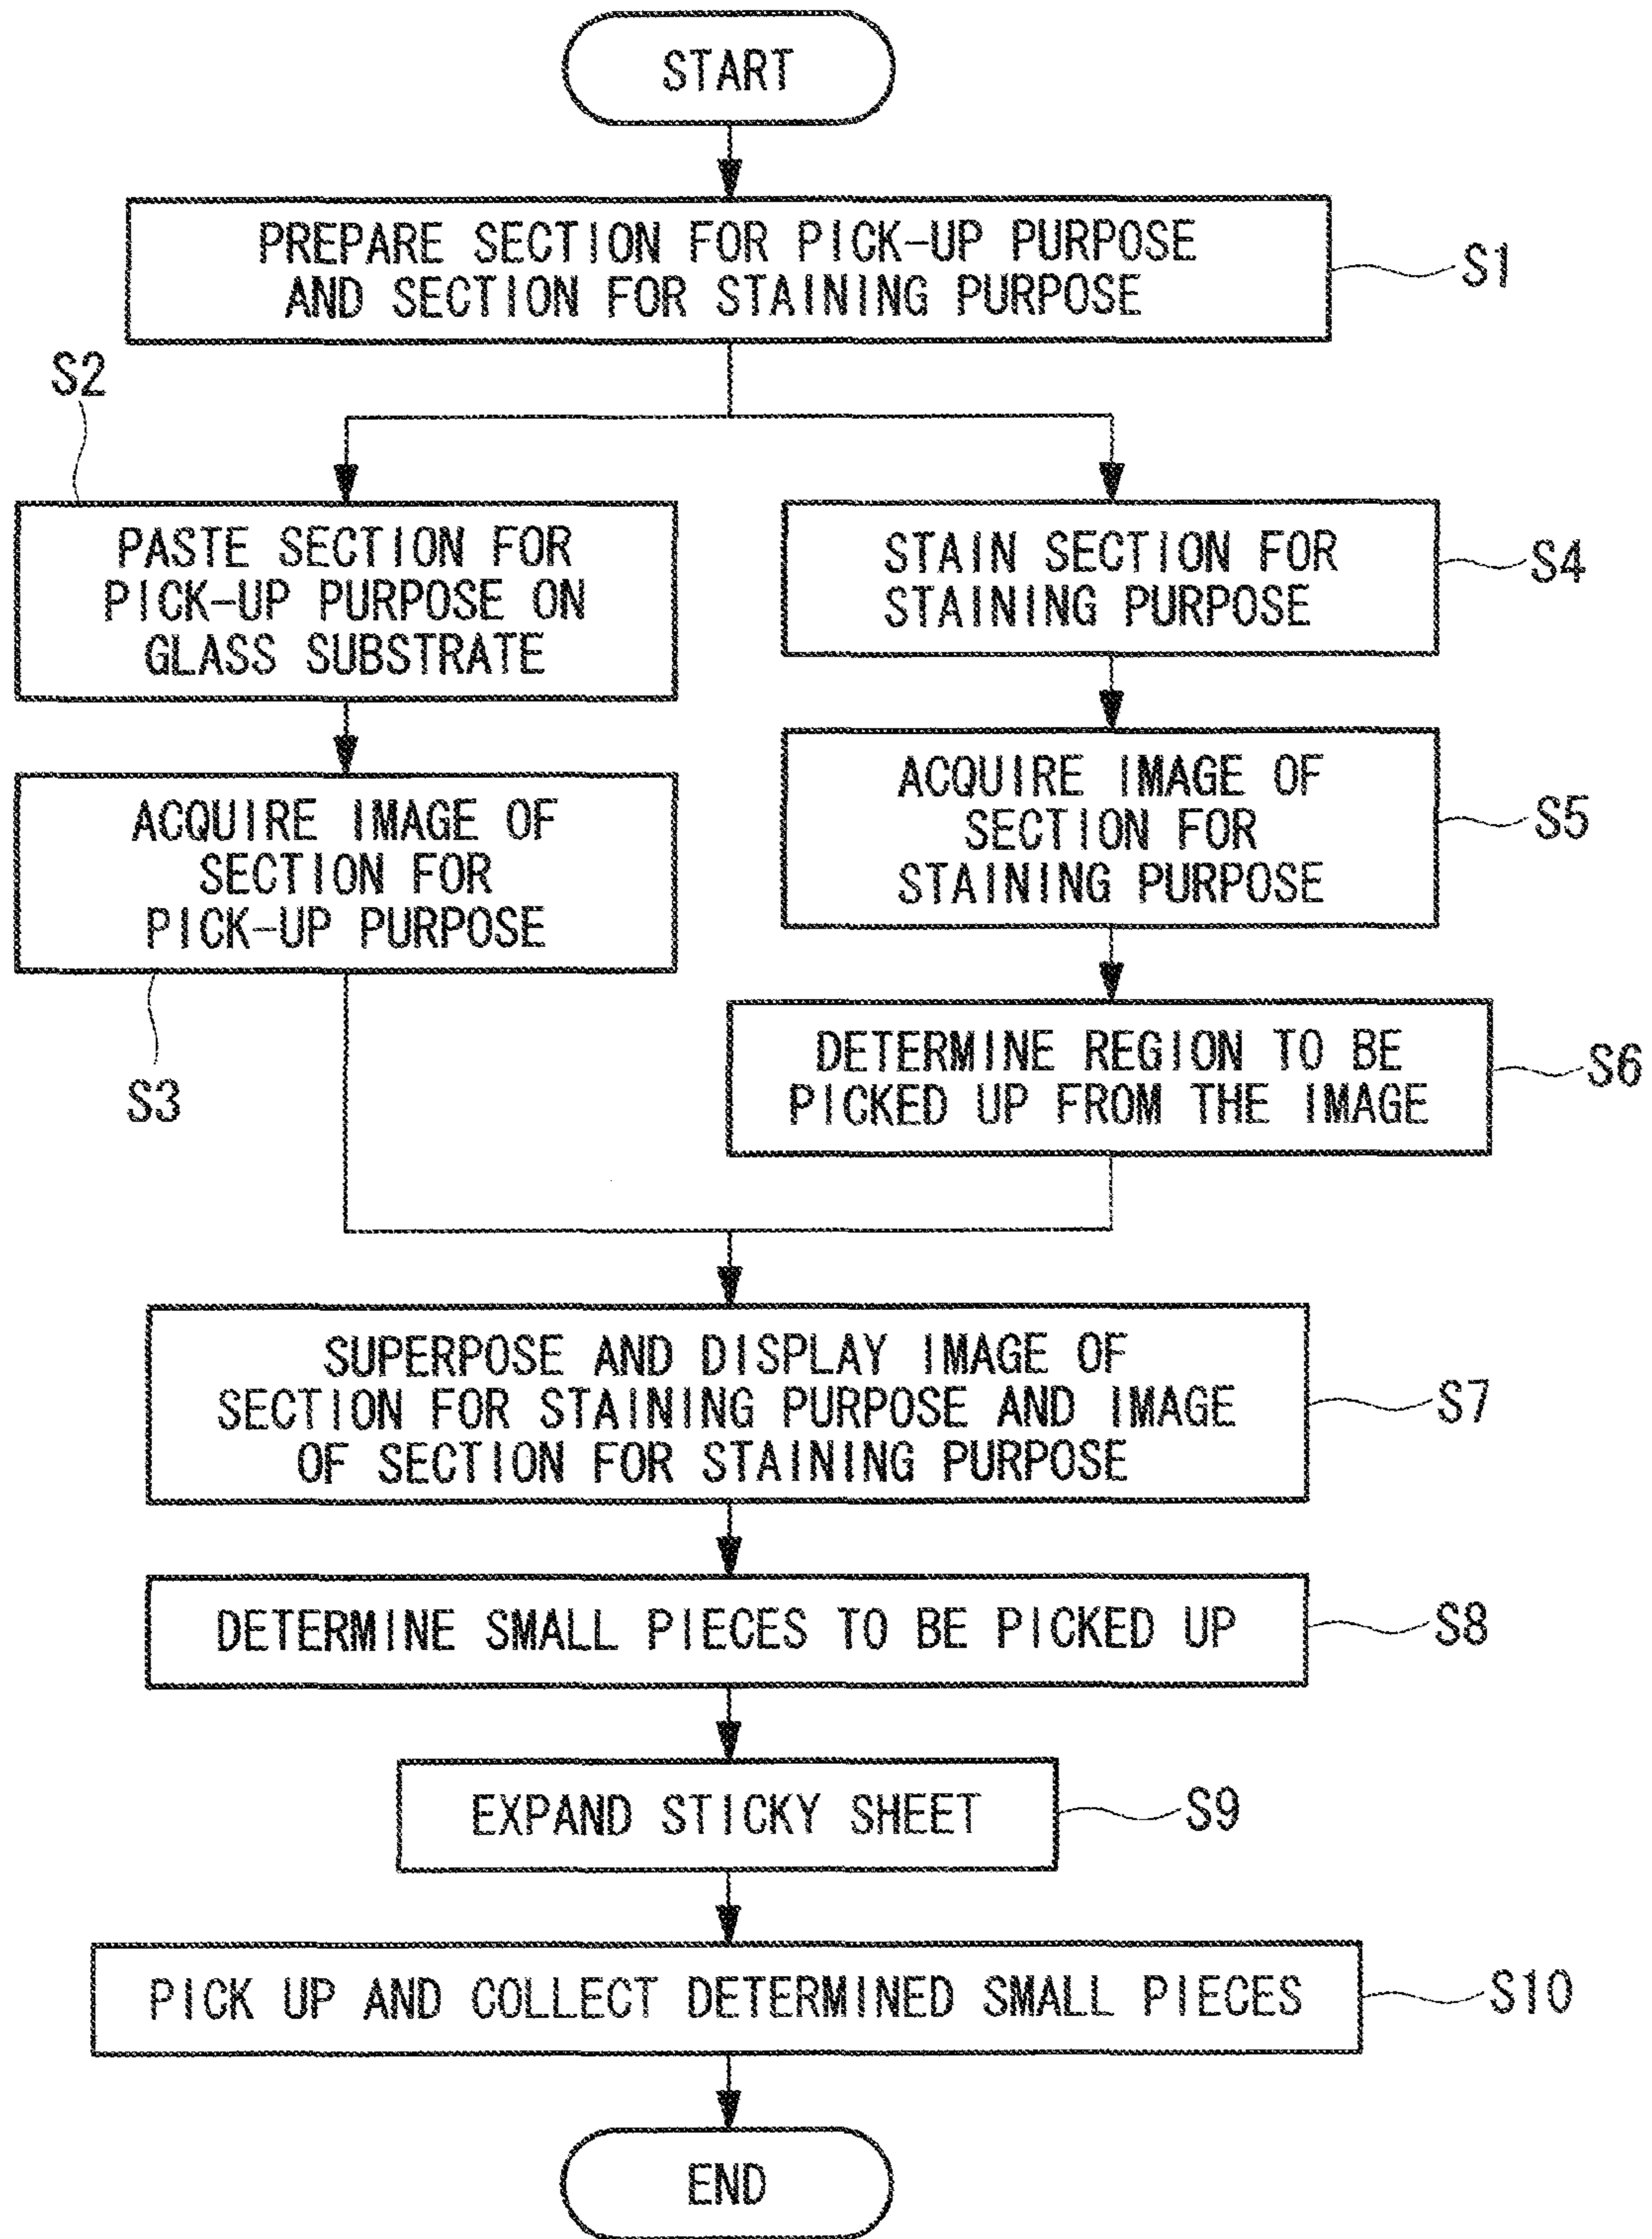 START
PREPARE SECTION FOR PICK-UP PURPOSE
AND SECTION FOR STAINING PURPOSE
S1
S2
PASTE SECTION FOR
PICK-UP PURPOSE ON
GLASS SUBSTRATE
ACQUIRE IMAGE OF
SECTION FOR
PICK-UP PURPOSE
S3
STAIN SECTION FOR
STAINING PURPOSE
S4
ACQUIRE IMAGE OF
SECTION FOR
STAINING PURPOSE
S5
DETERMINE REGION TO BE
PICKED UP FROM THE IMAGE
S6
SUPERPOSE AND DISPLAY IMAGE OF
SECTION FOR STAINING PURPOSE AND IMAGE
OF SECTION FOR STAINING PURPOSE
S7
DETERMINE SMALL PIECES TO BE PICKED UP
S8
EXPAND STICKY SHEET
S9
PICK UP AND COLLECT DETERMINED SMALL PIECES
S10
END